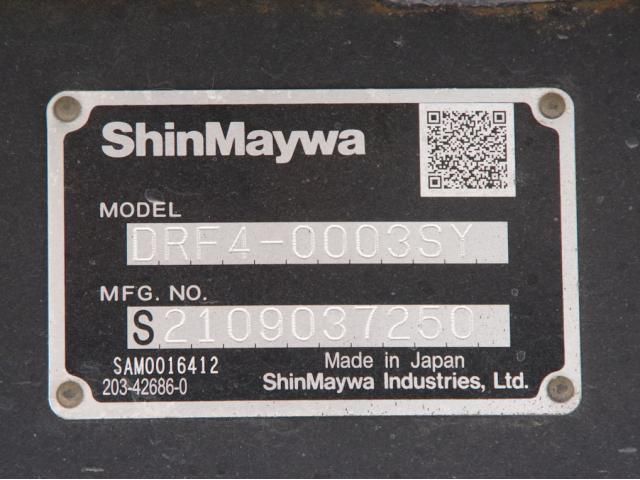 ShinMaywa
MODEL
DRF4-0003SY
MFG. NO.
S2109037250
SAM0016412
203-42686-0
Made in Japan
ShinMaywa Industries, Ltd.